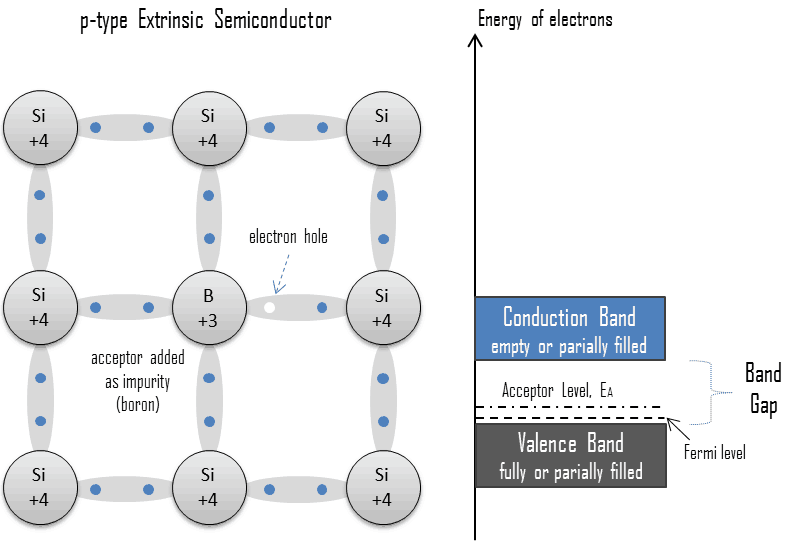 p-type Extrinsic Semiconductor
Energy of electrons
Si
+4
Si
+4
Si
+4
electron hole
Si
+4
B
+3
Si
+4
acceptor added
as impurity
(boron)
Si
+4
Si
+4
Si
+4
Conduction Band
empty or parially filled
Acceptor Level, EA
Band
Gap
Valence Band
fully or partially filled
Fermi level